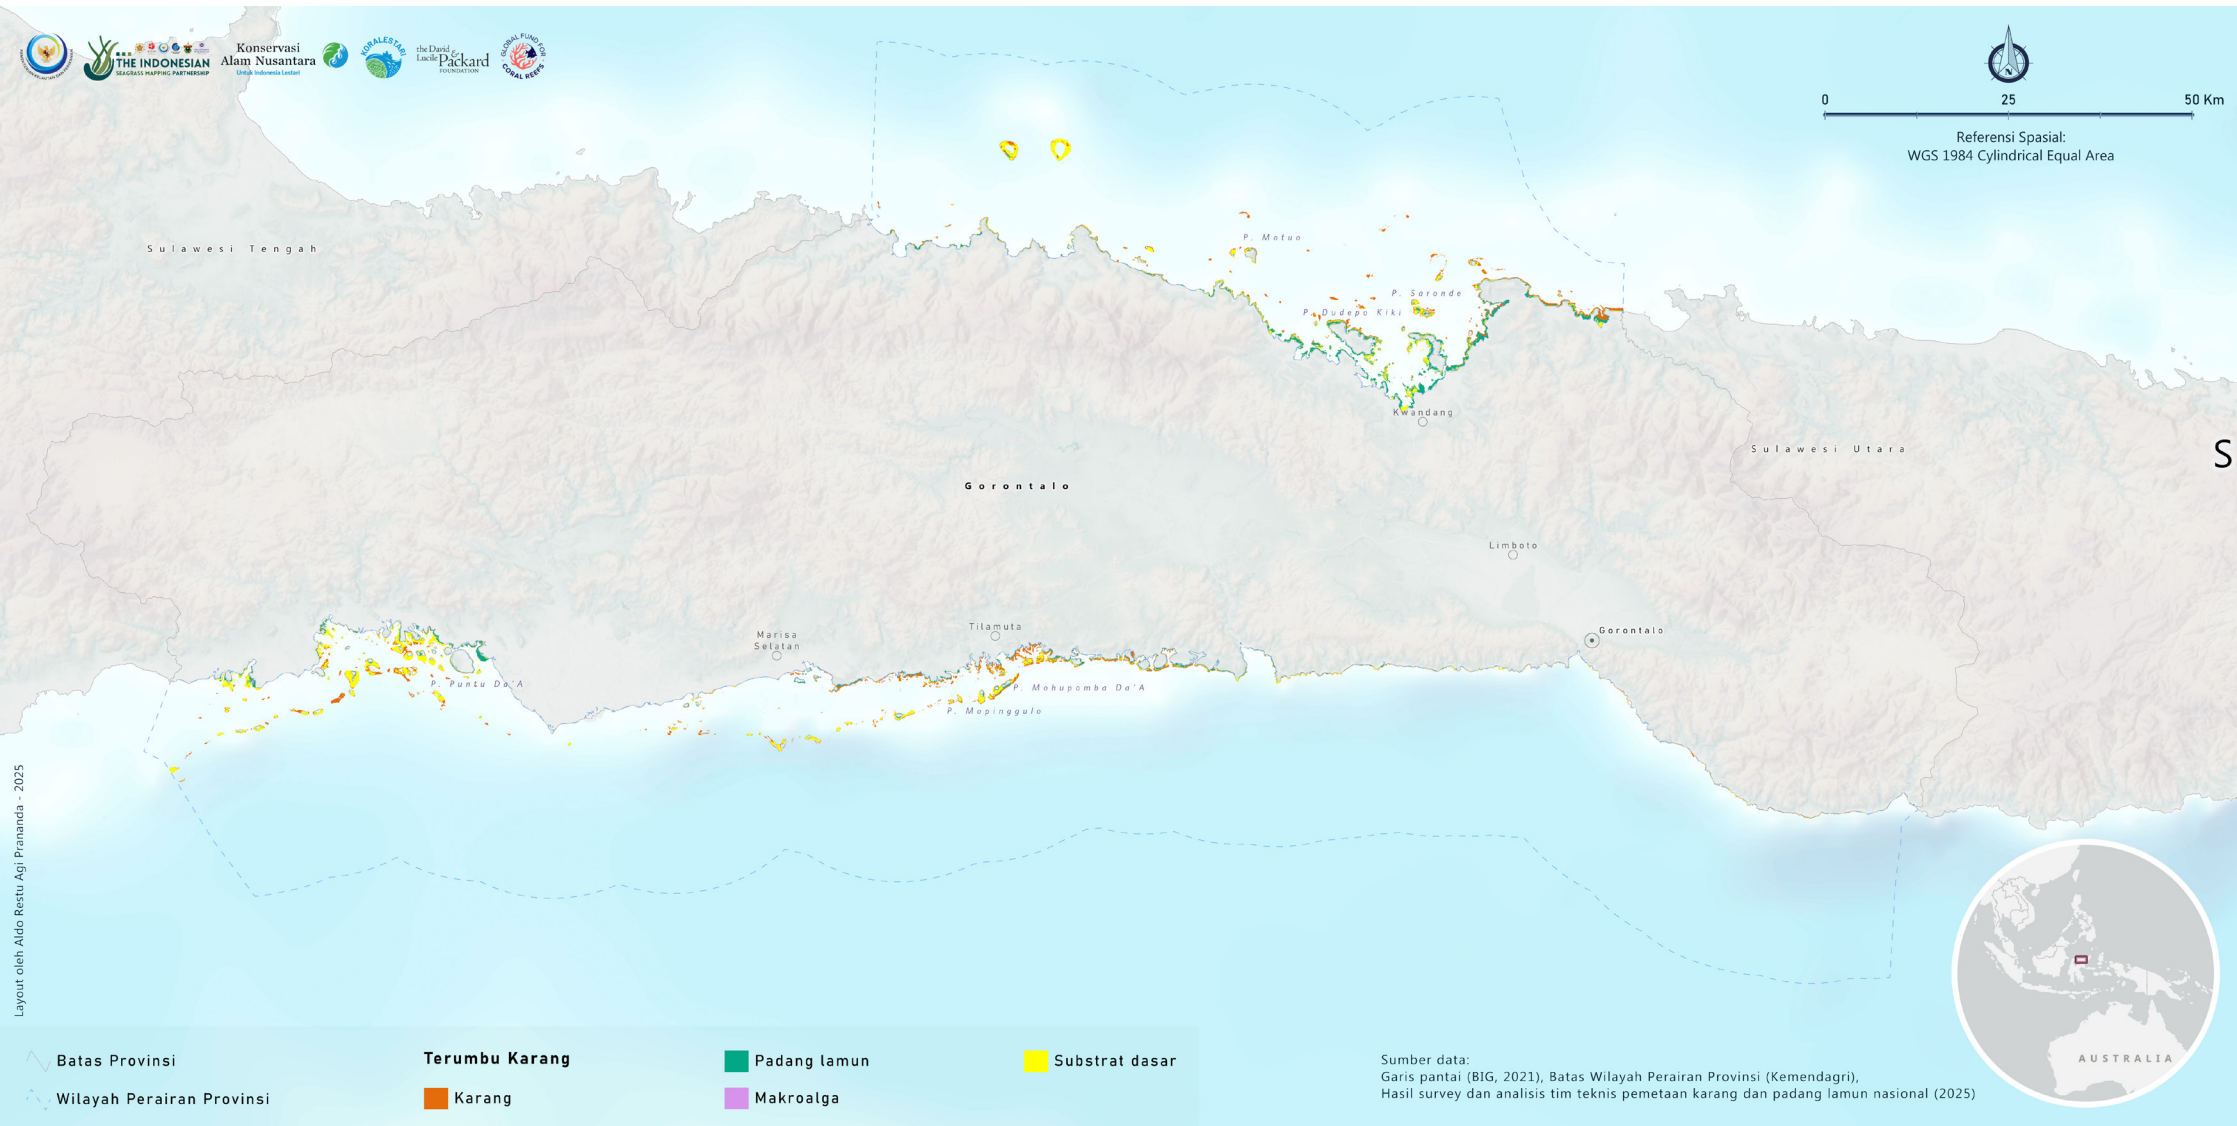 THE INDONESIAN
SEAGRASS MAPPING PARTNERSHIP
Konservasi
Alam Nusantara
Untuk Indonesia Lestari
KORALESTARI
the David &
Lucile Packard
FOUNDATION
GLOBAL FUND FOR
CORAL REEFS
N
0 25 50 Km
Referensi Spasial:
WGS 1984 Cylindrical Equal Area
Sulawesi Tengah
P. Motuo
P. Saronde
P. Dudepo Kiki
Kwandang
Sulawesi Utara
S
Gorontalo
Limboto
Gorontalo
Tilamuta
Marisa
Selatan
P. Puntu Da'A
P. Mohupomba Da'A
P. Mopinggulo
Layout oleh Aldo Restu Agi Prananda - 2025
Batas Provinsi
Wilayah Perairan Provinsi
Terumbu Karang
Karang
Padang lamun
Makroalga
Substrat dasar
Sumber data:
Garis pantai (BIG, 2021), Batas Wilayah Perairan Provinsi (Kemendagri),
Hasil survey dan analisis tim teknis pemetaan karang dan padang lamun nasional (2025)
AUSTRALIA